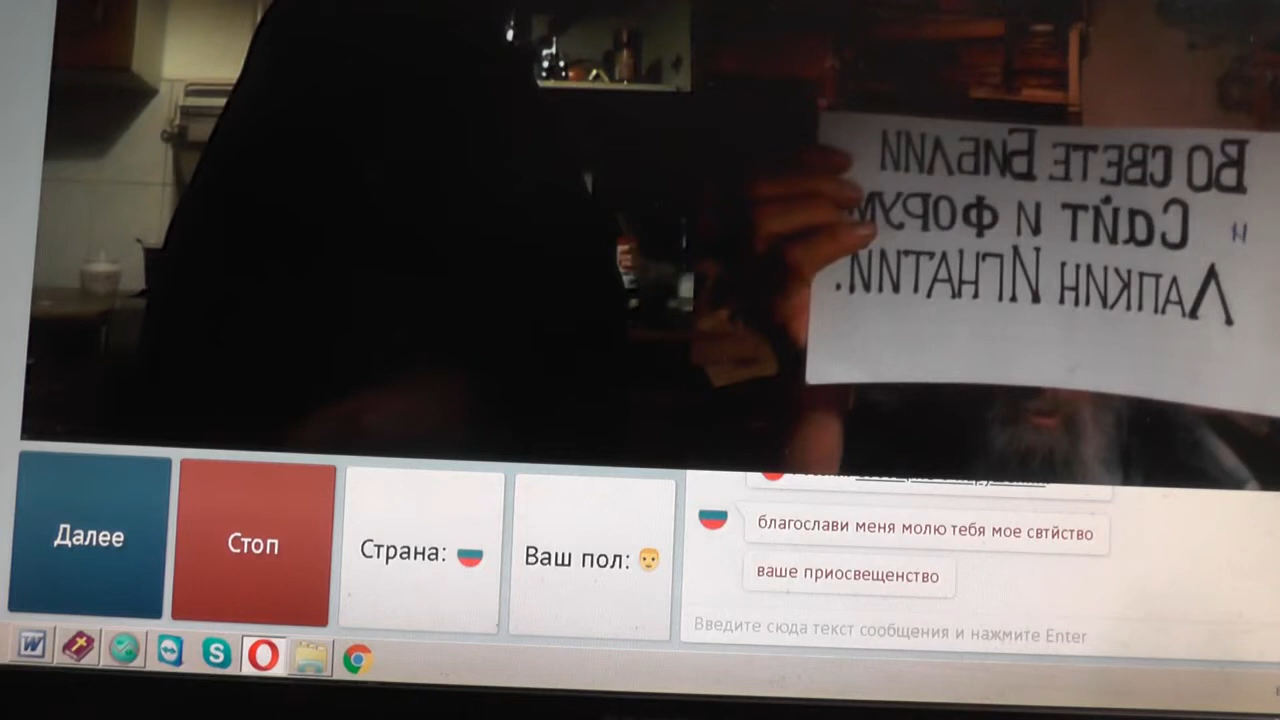 Во свете Библии
и Сайт и форум
Лапкин Игнатий.
благослави меня молю тебя мое свтйство
ваше приосвещенство
Далее
Стоп
Страна:
Ваш пол:
Введите сюда текст сообщения и нажмите Enter